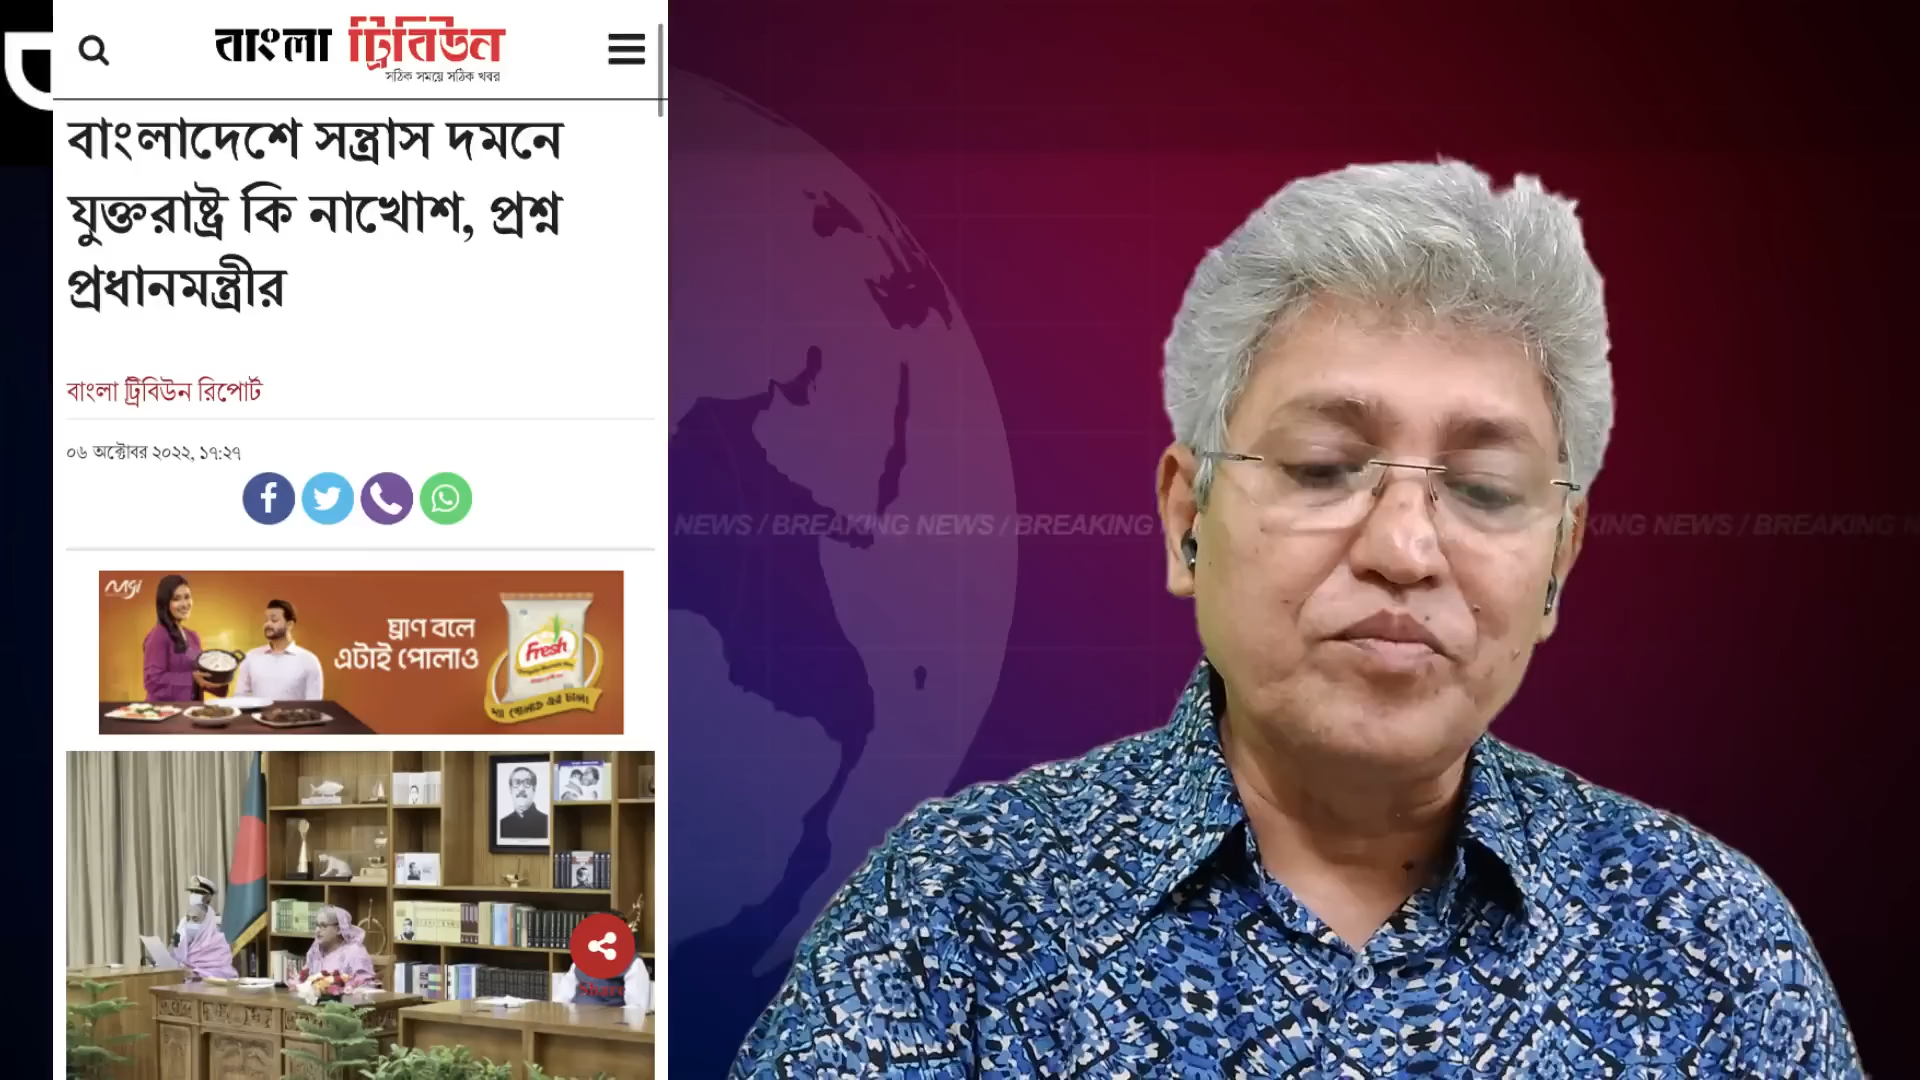 বাংলা ট্রিবিউন
সঠিক সময়ে সঠিক খবর
বাংলাদেশে সন্ত্রাস দমনে
যুক্তরাষ্ট্র কি নাখোশ, প্রশ্ন
প্রধানমন্ত্রীর
বাংলা ট্রিবিউন রিপোর্ট
০৬ অক্টোবর ২০২২, ১৭:২৭
ঘ্রাণ বলে
এটাই পোলাও
Fresh
Share
NEWS / BREAKING NEWS / BREAKING
KING NEWS / BREAKING N